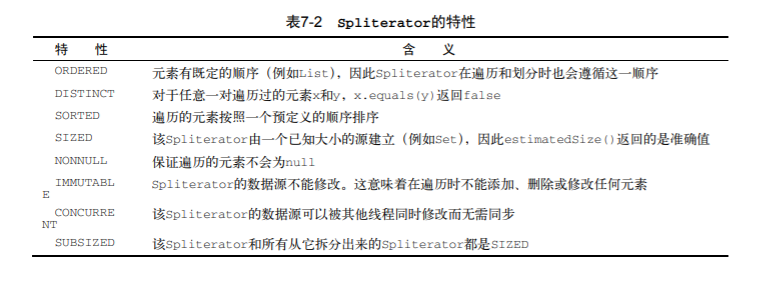 表7-2 Spliterator的特性
特 性 含 义
ORDERED 元素有既定的顺序（例如List），因此Spliterator在遍历和划分时也会遵循这一顺序
DISTINCT 对于任意一对遍历过的元素x和y，x.equals(y)返回false
SORTED 遍历的元素按照一个预定义的顺序排序
SIZED 该Spliterator由一个已知大小的源建立（例如Set），因此estimatedSize()返回的是准确值
NONNULL 保证遍历的元素不会为null
IMMUTABL Spliterator的数据源不能修改。这意味着在遍历时不能添加、删除或修改任何元素
E
CONCURRE 该Spliterator的数据源可以被其他线程同时修改而无需同步
NT
SUBSIZED 该Spliterator和所有从它拆分出来的Spliterator都是SIZED